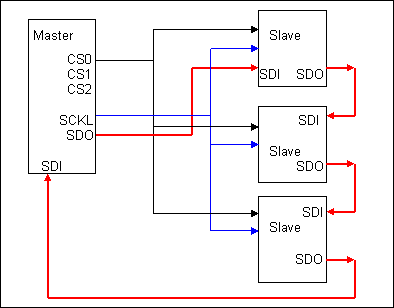 Master
CS0
CS1
CS2
SCKL
SDO
SDI
Slave
SDI SDO
SDI
Slave
SDO
SDI
Slave
SDO